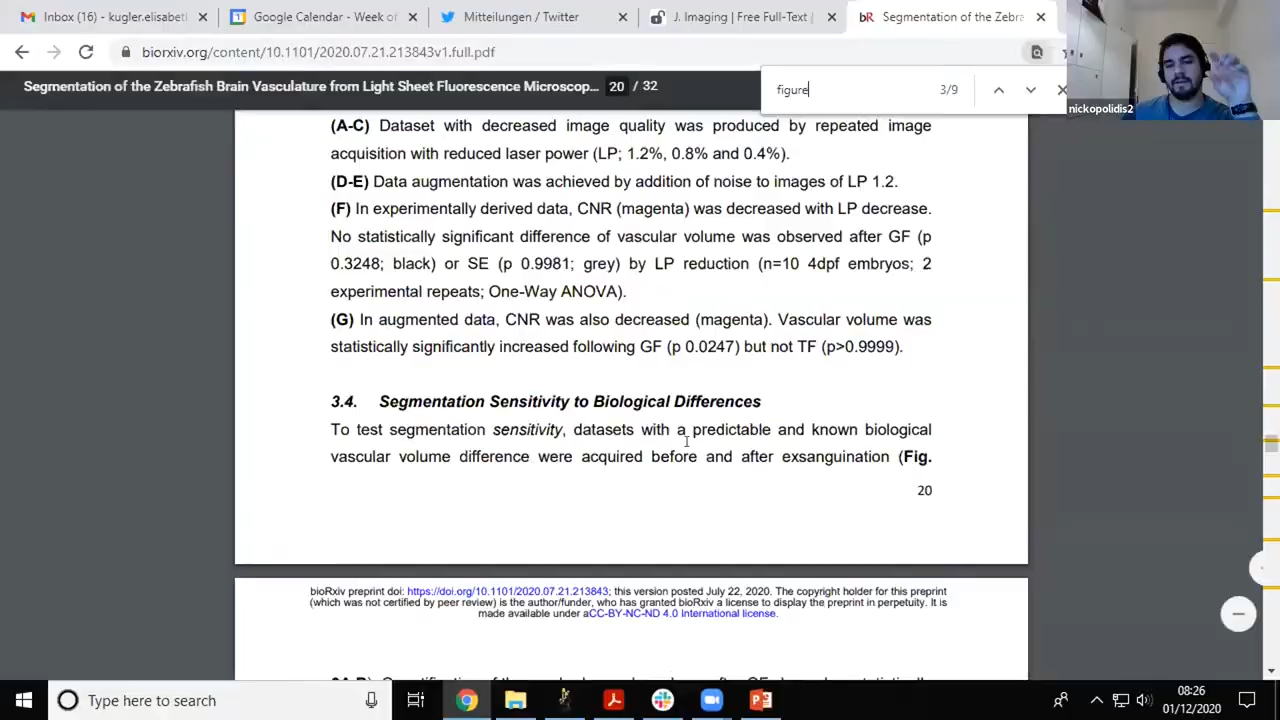 Inbox (16) - kugler.elisabet
Google Calendar - Week of
Mitteilungen / Twitter
J. Imaging | Free Full-Text |
bR Segmentation of the Zebra
biorxiv.org/content/10.1101/2020.07.21.213843v1.full.pdf
Segmentation of the Zebrafish Brain Vasculature from Light Sheet Fluorescence Microscop... 20 / 32
figure 3/9
nickopolidis2
(A-C) Dataset with decreased image quality was produced by repeated image
acquisition with reduced laser power (LP; 1.2%, 0.8% and 0.4%).
(D-E) Data augmentation was achieved by addition of noise to images of LP 1.2.
(F) In experimentally derived data, CNR (magenta) was decreased with LP decrease.
No statistically significant difference of vascular volume was observed after GF (p
0.3248; black) or SE (p 0.9981; grey) by LP reduction (n=10 4dpf embryos; 2
experimental repeats; One-Way ANOVA).
(G) In augmented data, CNR was also decreased (magenta). Vascular volume was
statistically significantly increased following GF (p 0.0247) but not TF (p>0.9999).
3.4. Segmentation Sensitivity to Biological Differences
To test segmentation sensitivity, datasets with a predictable and known biological
vascular volume difference were acquired before and after exsanguination (Fig.
20
bioRxiv preprint doi: https://doi.org/10.1101/2020.07.21.213843; this version posted July 22, 2020. The copyright holder for this preprint
(which was not certified by peer review) is the author/funder, who has granted bioRxiv a license to display the preprint in perpetuity. It is
made available under aCC-BY-NC-ND 4.0 International license.
Type here to search
08:26
01/12/2020